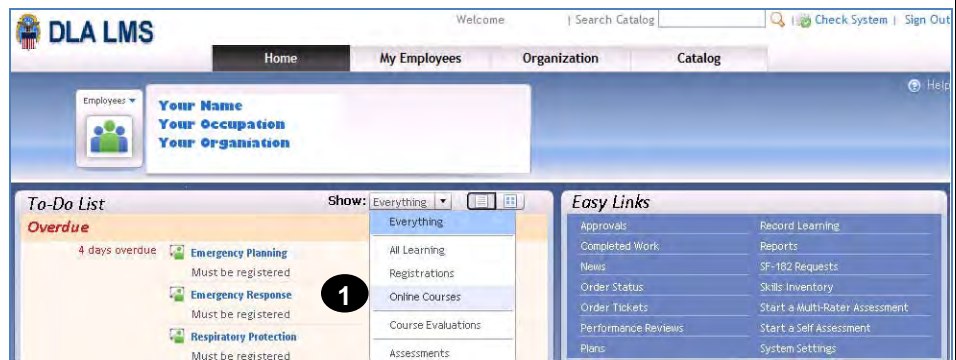 DLA LMS
Welcome | Search Catalog | Check System | Sign Out
Home My Employees Organization Catalog
Help
Employees
Your Name
Your Occupation
Your Organiation
To-Do List Show: Everything
Overdue
4 days overdue Emergency Planning
Must be registered
Emergency Response
Must be registered
Respiratory Protection
Must be registered
Everything
All Learning
Registrations
1 Online Courses
Course Evaluations
Assessments
Easy Links
Approvals Record Learning
Completed Work Reports
News SF-182 Requests
Order Status Skills Inventory
Order Tickets Start a Multi-Rater Assessment
Performance Reviews Start a Self Assessment
Plans System Settings